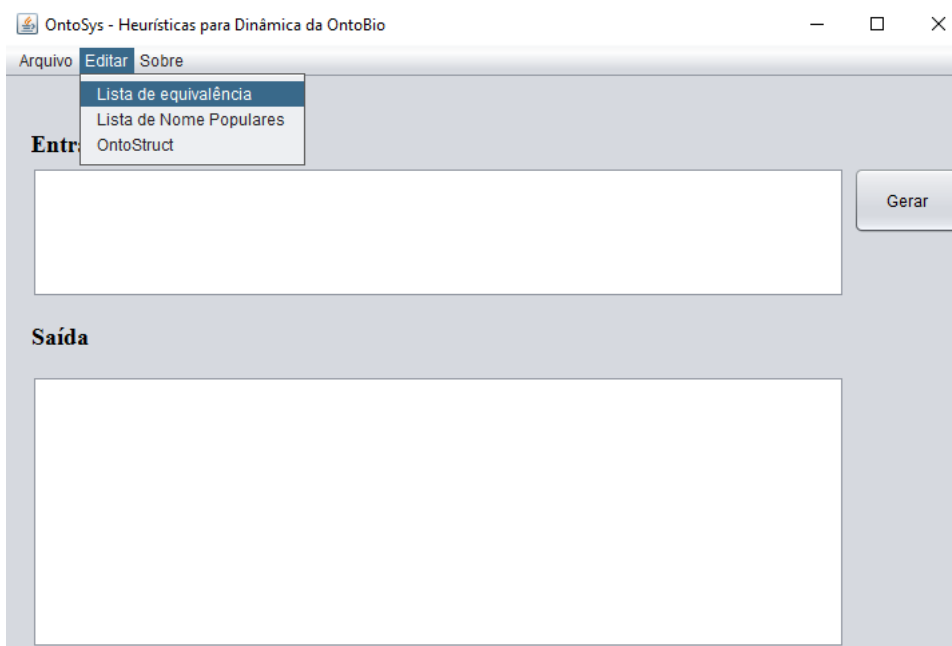 OntoSys - Heurísticas para Dinâmica da OntoBio
Arquivo Editar Sobre
Lista de equivalência
Lista de Nome Populares
OntoStruct
Entr
Gerar
Saída